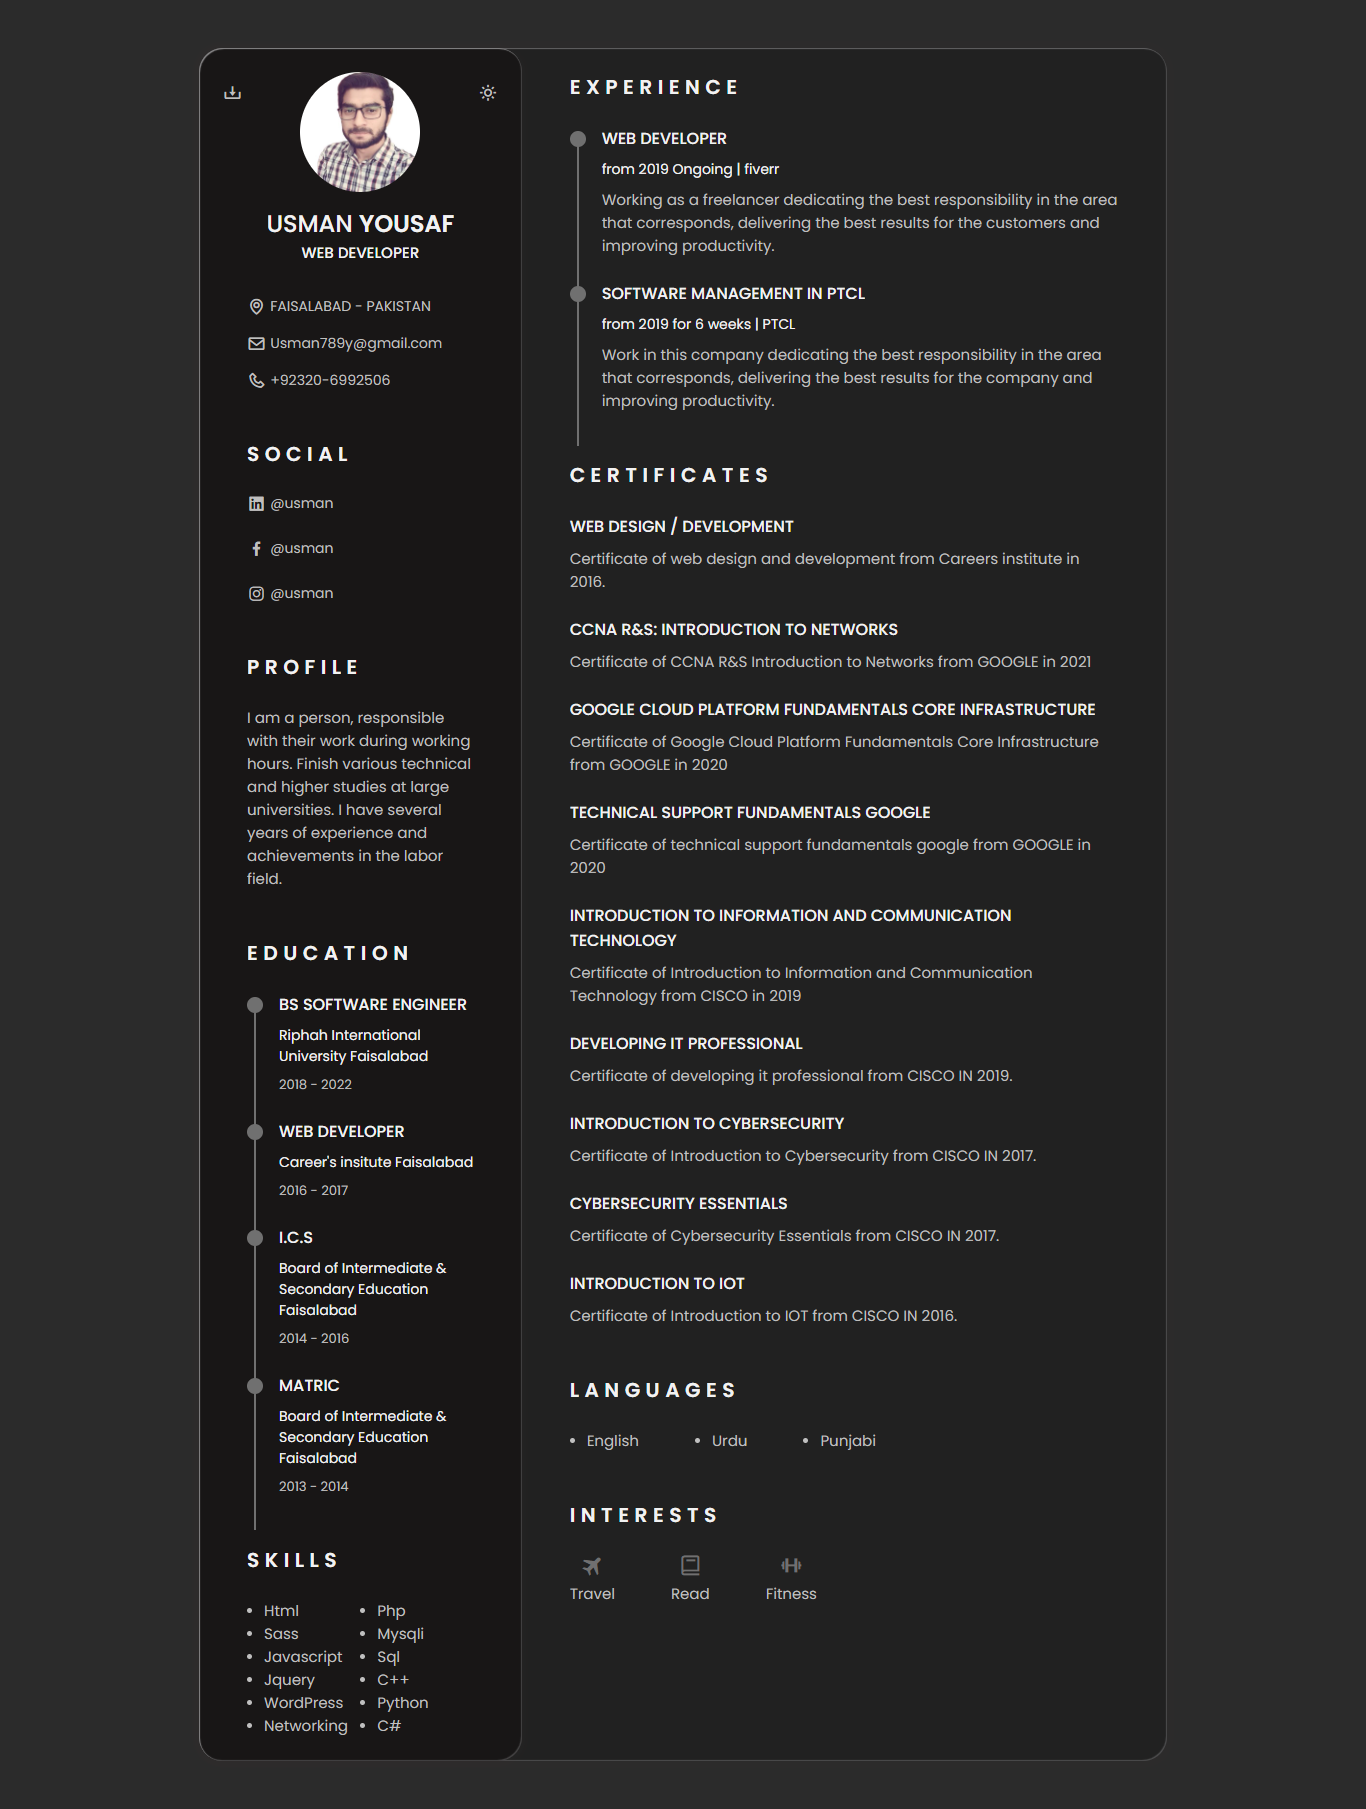 USMAN YOUSAF
WEB DEVELOPER
FAISALABAD - PAKISTAN
Usman789y@gmail.com
+92320-6992506
SOCIAL
@usman
@usman
@usman
PROFILE
I am a person, responsible
with their work during working
hours. Finish various technical
and higher studies at large
universities. I have several
years of experience and
achievements in the labor
field.
EDUCATION
BS SOFTWARE ENGINEER
Riphah International
University Faisalabad
2018 - 2022
WEB DEVELOPER
Career's insitute Faisalabad
2016 - 2017
I.C.S
Board of Intermediate &
Secondary Education
Faisalabad
2014 - 2016
MATRIC
Board of Intermediate &
Secondary Education
Faisalabad
2013 - 2014
SKILLS
• Html
• Sass
• Javascript
• Jquery
• WordPress
• Networking
• Php
• Mysqli
• Sql
• C++
• Python
• C#
EXPERIENCE
WEB DEVELOPER
from 2019 Ongoing | fiverr
Working as a freelancer dedicating the best responsibility in the area
that corresponds, delivering the best results for the customers and
improving productivity.
SOFTWARE MANAGEMENT IN PTCL
from 2019 for 6 weeks | PTCL
Work in this company dedicating the best responsibility in the area
that corresponds, delivering the best results for the company and
improving productivity.
CERTIFICATES
WEB DESIGN / DEVELOPMENT
Certificate of web design and development from Careers institute in
2016.
CCNA R&S: INTRODUCTION TO NETWORKS
Certificate of CCNA R&S Introduction to Networks from GOOGLE in 2021
GOOGLE CLOUD PLATFORM FUNDAMENTALS CORE INFRASTRUCTURE
Certificate of Google Cloud Platform Fundamentals Core Infrastructure
from GOOGLE in 2020
TECHNICAL SUPPORT FUNDAMENTALS GOOGLE
Certificate of technical support fundamentals google from GOOGLE in
2020
INTRODUCTION TO INFORMATION AND COMMUNICATION
TECHNOLOGY
Certificate of Introduction to Information and Communication
Technology from CISCO in 2019
DEVELOPING IT PROFESSIONAL
Certificate of developing it professional from CISCO IN 2019.
INTRODUCTION TO CYBERSECURITY
Certificate of Introduction to Cybersecurity from CISCO IN 2017.
CYBERSECURITY ESSENTIALS
Certificate of Cybersecurity Essentials from CISCO IN 2017.
INTRODUCTION TO IOT
Certificate of Introduction to IOT from CISCO IN 2016.
LANGUAGES
• English • Urdu • Punjabi
INTERESTS
Travel Read Fitness